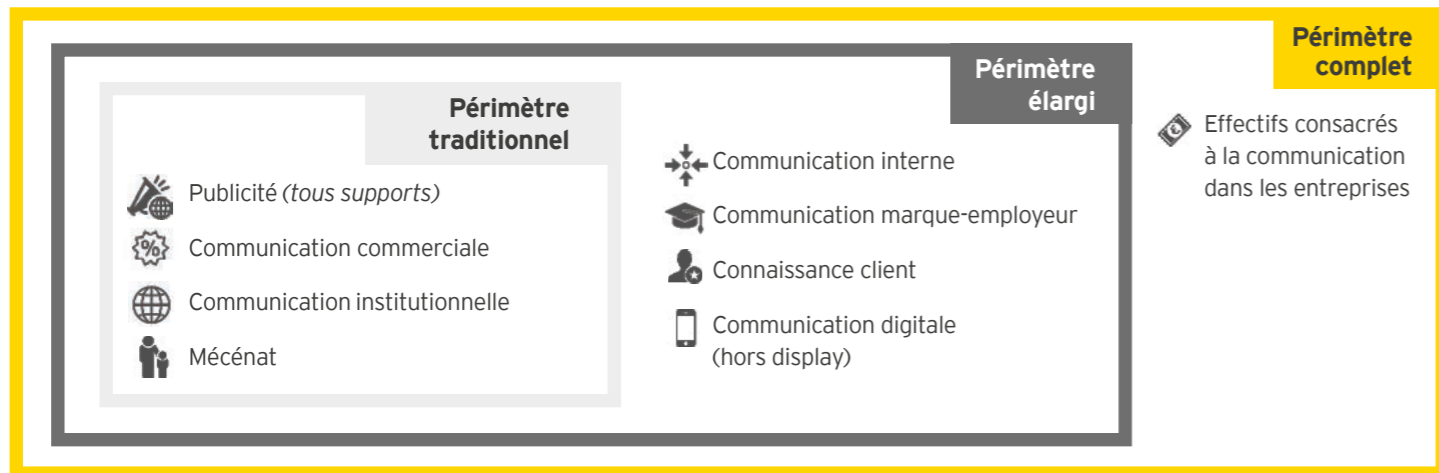 Périmètre
complet
Périmètre
élargi
Périmètre
traditionnel
Publicité (tous supports)
Communication commerciale
Communication institutionnelle
Mécénat
Communication interne
Communication marque-employeur
Connaissance client
Communication digitale
(hors display)
Effectifs consacrés
à la communication
dans les entreprises